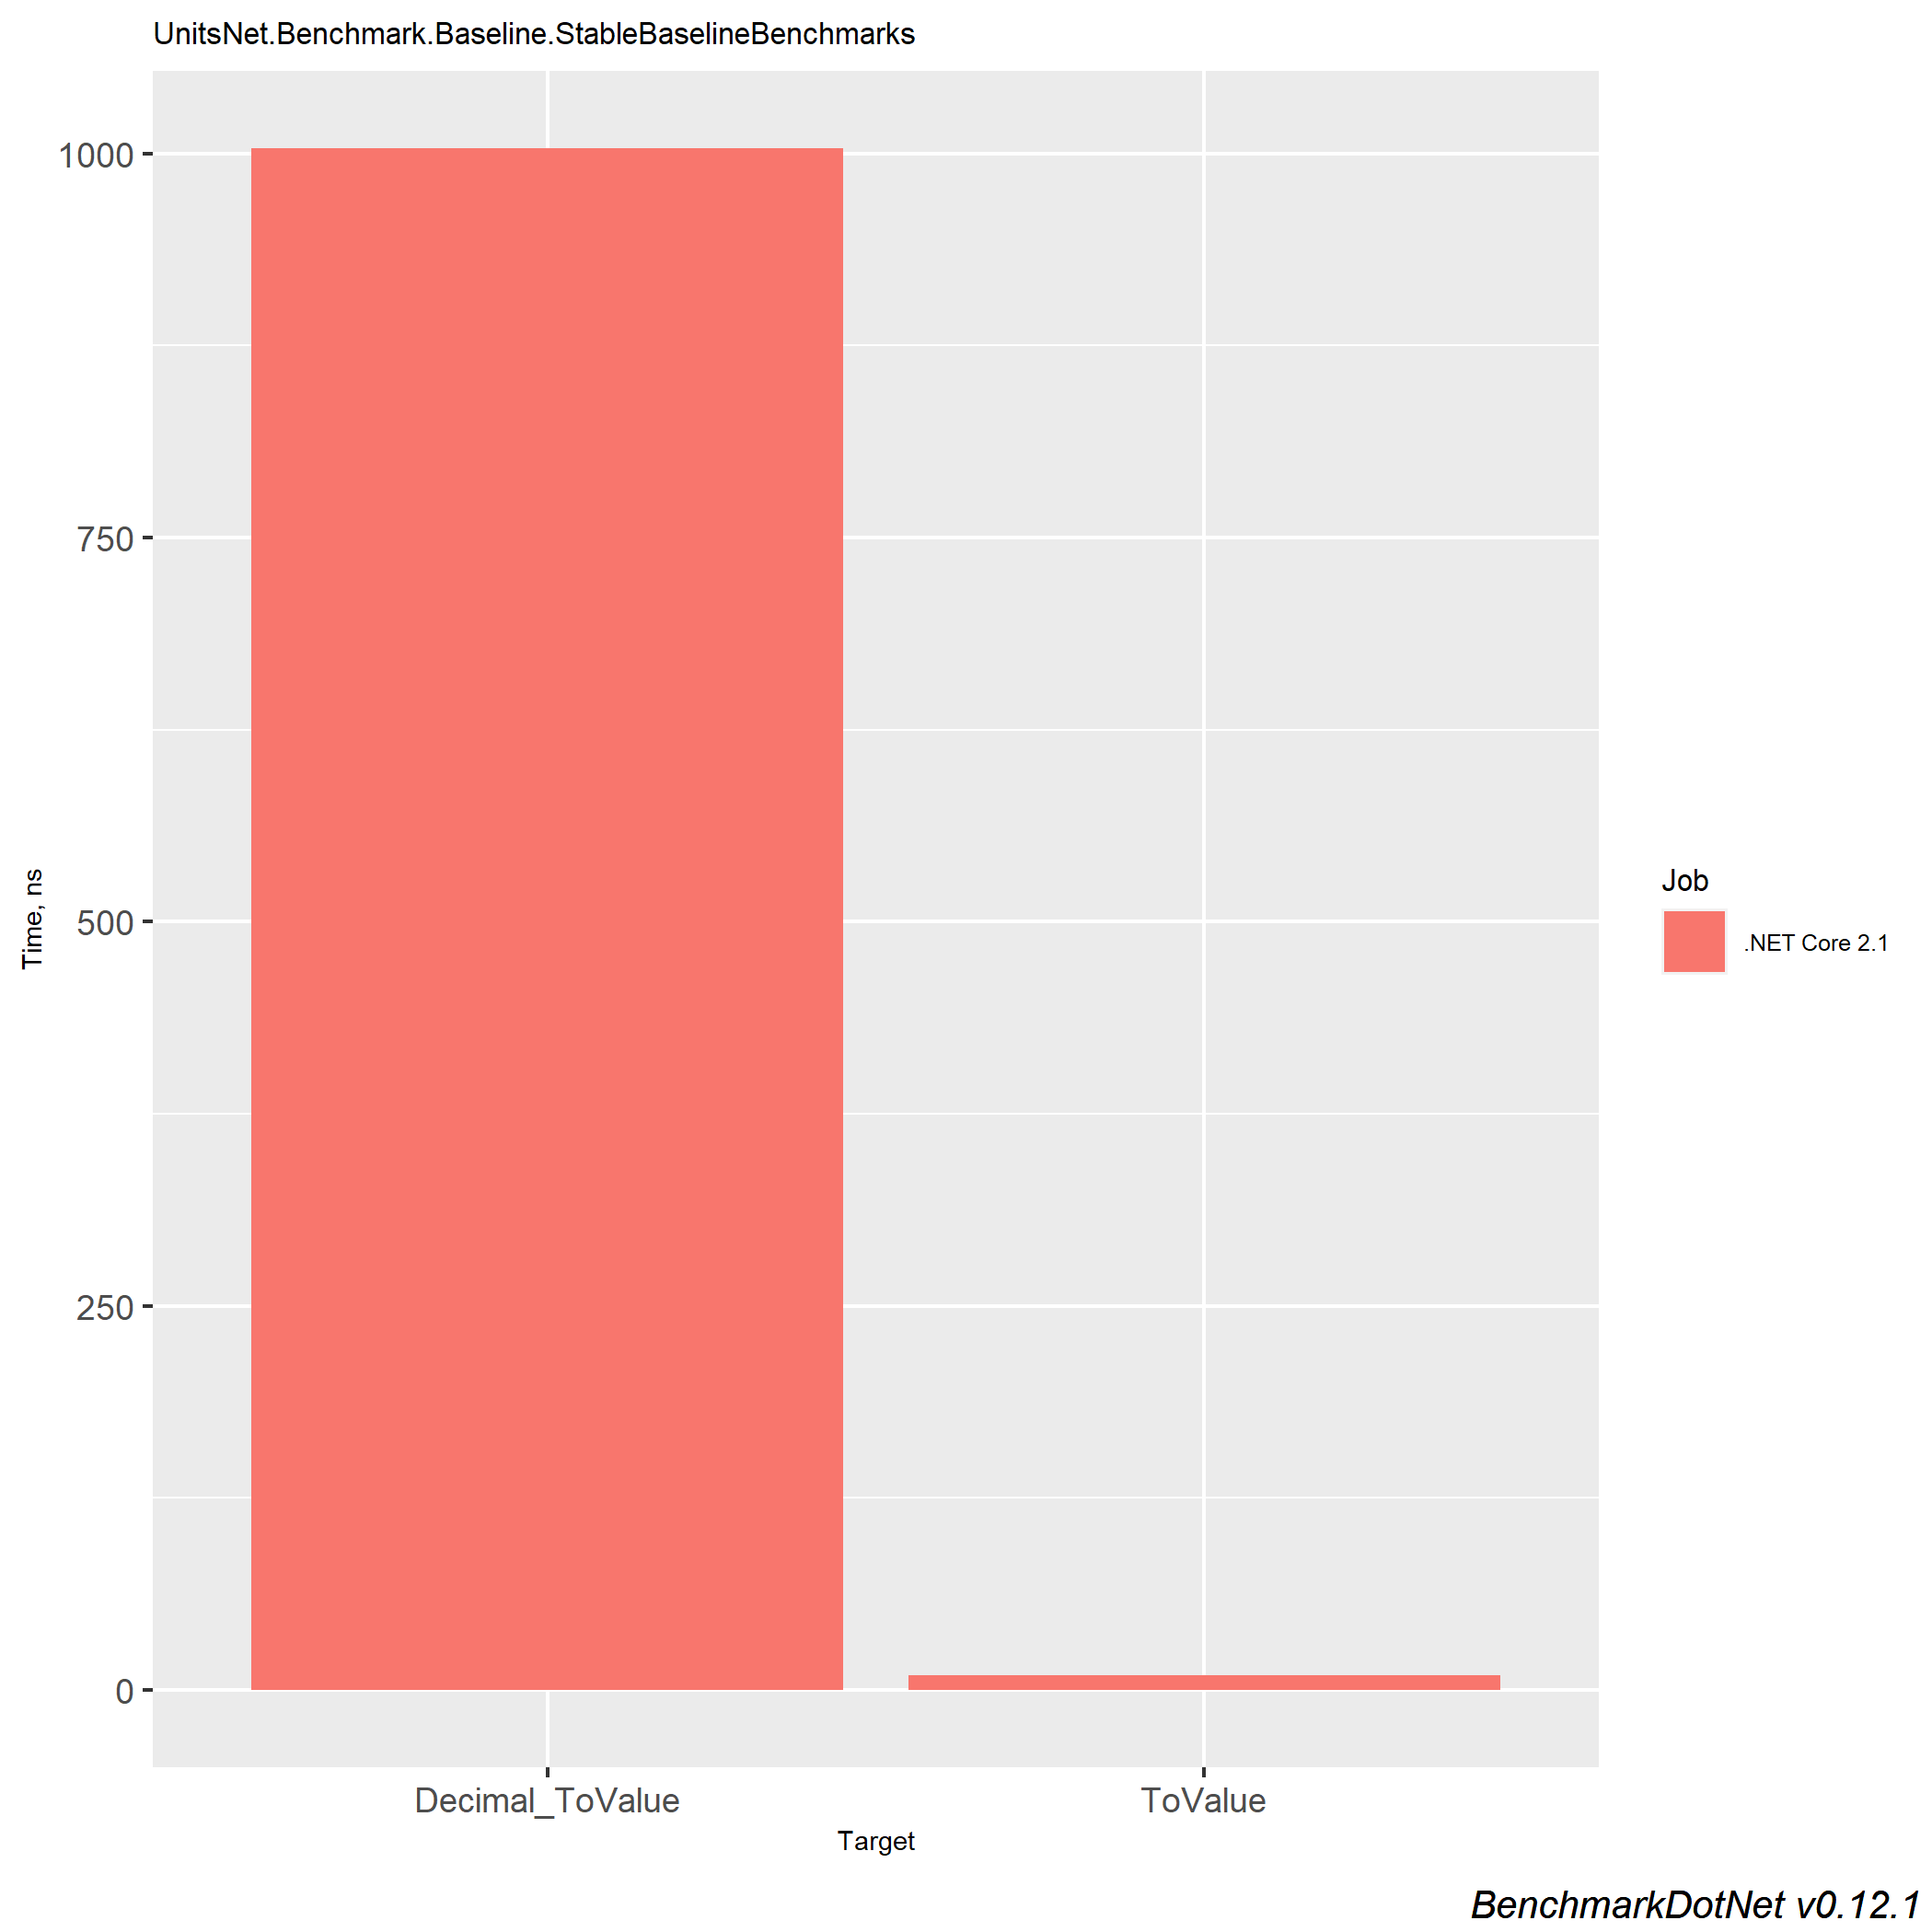 UnitsNet.Benchmark.Baseline.StableBaselineBenchmarks
1000
750
500
250
0
Time, ns
Decimal_ToValue
ToValue
Target
Job
.NET Core 2.1
BenchmarkDotNet v0.12.1